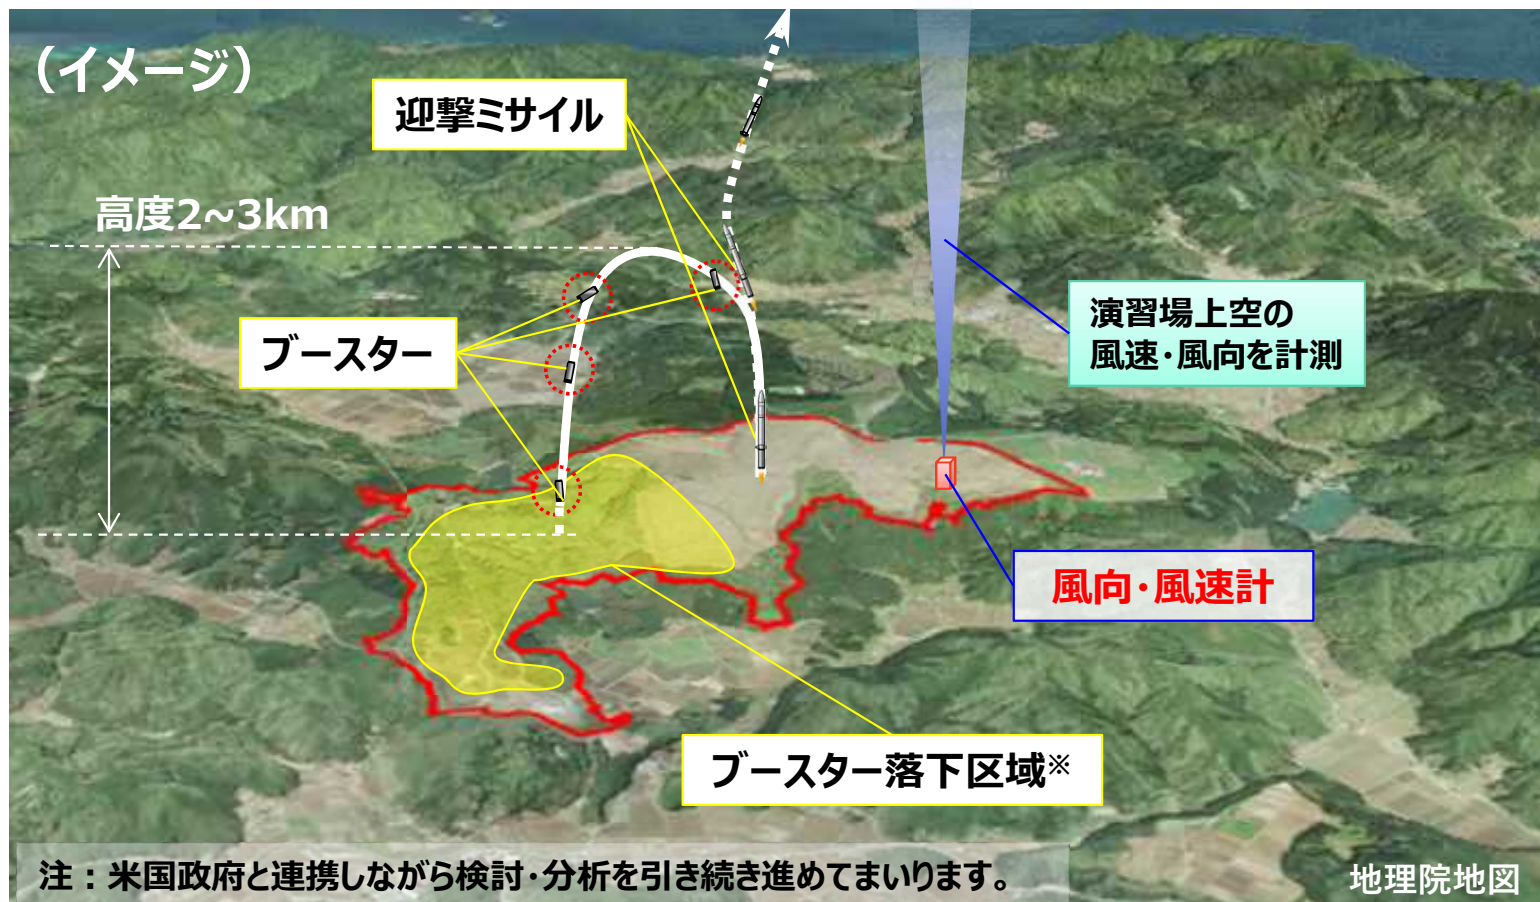 （イメージ）
迎撃ミサイル
高度2~3km
ブースター
演習場上空の
風速・風向を計測
風向・風速計
ブースター落下区域※
注：米国政府と連携しながら検討・分析を引き続き進めてまいります。
地理院地図